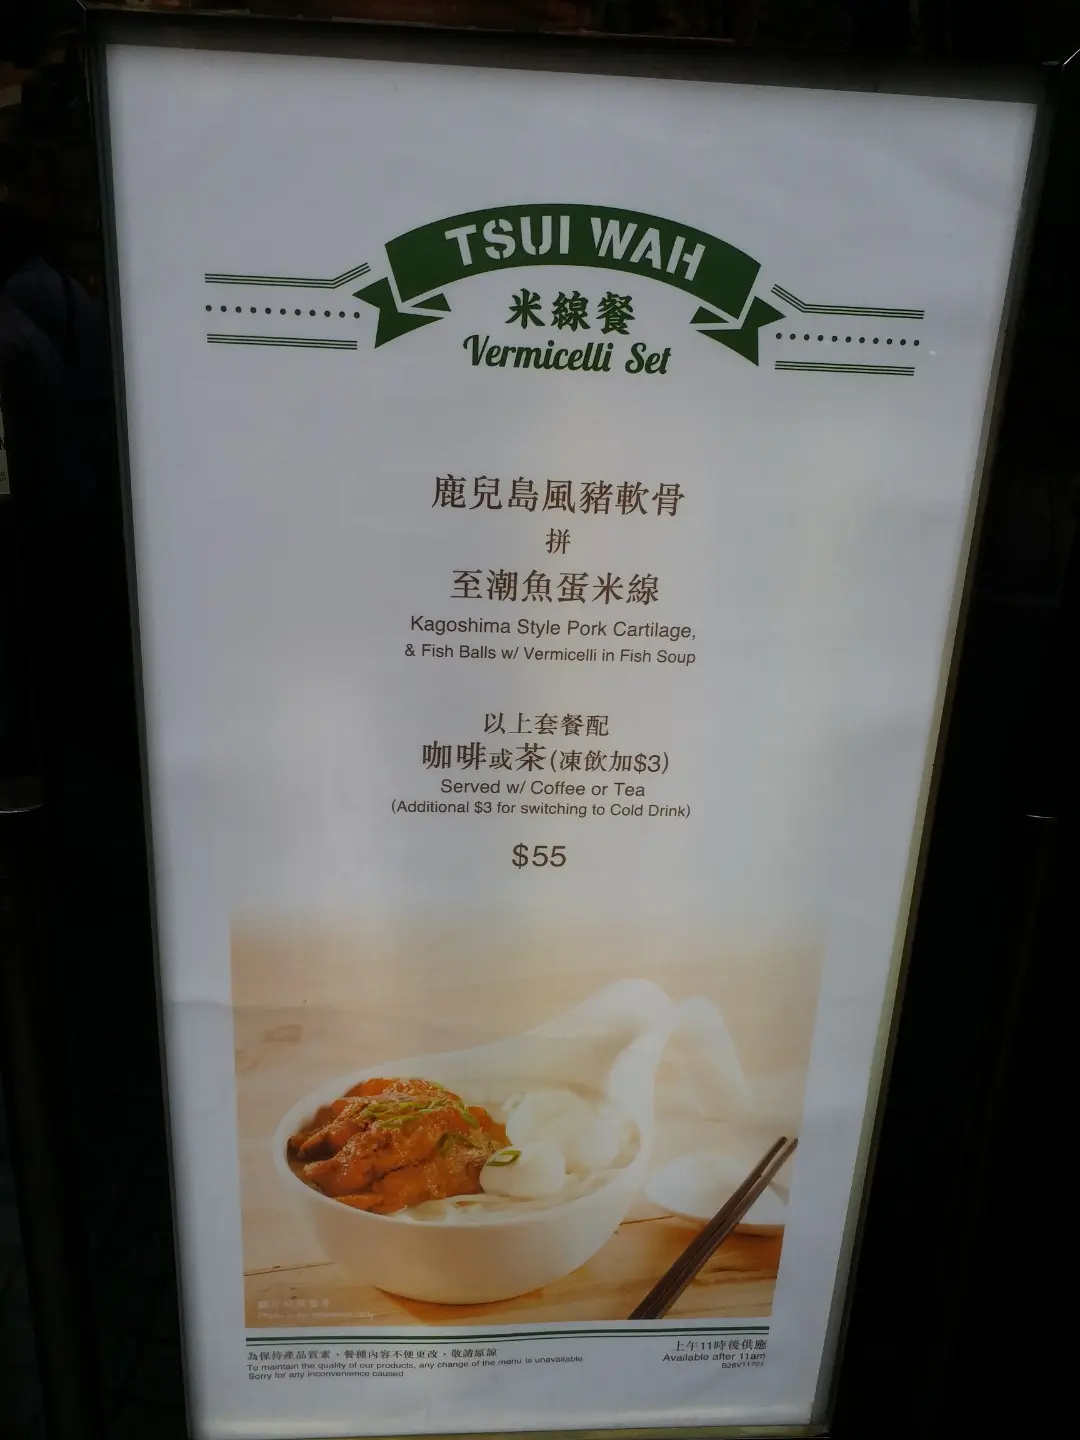 TSUI WAH
米線餐
Vermicelli Set
鹿兒島風豬軟骨
拼
至潮魚蛋米線
Kagoshima Style Pork Cartilage,
& Fish Balls w/ Vermicelli in Fish Soup
以上套餐配
咖啡或茶(凍飲加$3)
Served w/ Coffee or Tea
(Additional $3 for switching to Cold Drink)
$55
為保持產品質素，餐種內容不便更改，敬請原諒
To maintain the quality of our products, any change of the menu is unavailable.
Sorry for any inconvenience caused
上午11時後供應
Available after 11am